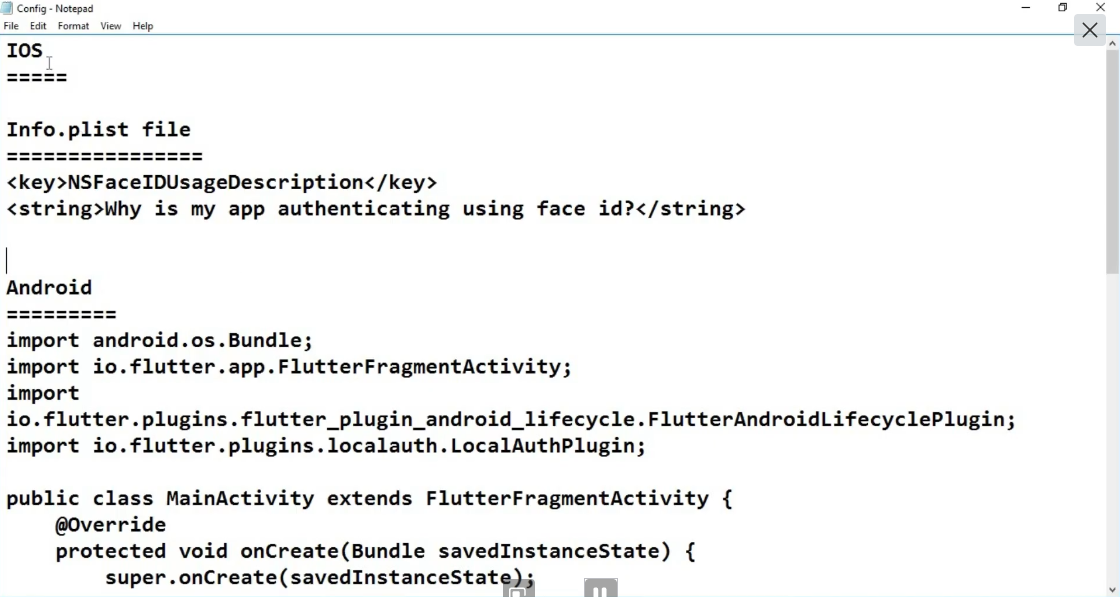 Config - Notepad
File Edit Format View Help
IOS
=====
Info.plist file
================
<key>NSFaceIDUsageDescription</key>
<string>Why is my app authenticating using face id?</string>
Android
=========
import android.os.Bundle;
import io.flutter.app.FlutterFragmentActivity;
import
io.flutter.plugins.flutter_plugin_android_lifecycle.FlutterAndroidLifecyclePlugin;
import io.flutter.plugins.localauth.LocalAuthPlugin;
public class MainActivity extends FlutterFragmentActivity {
@Override
protected void onCreate(Bundle savedInstanceState) {
super.onCreate(savedInstanceState);